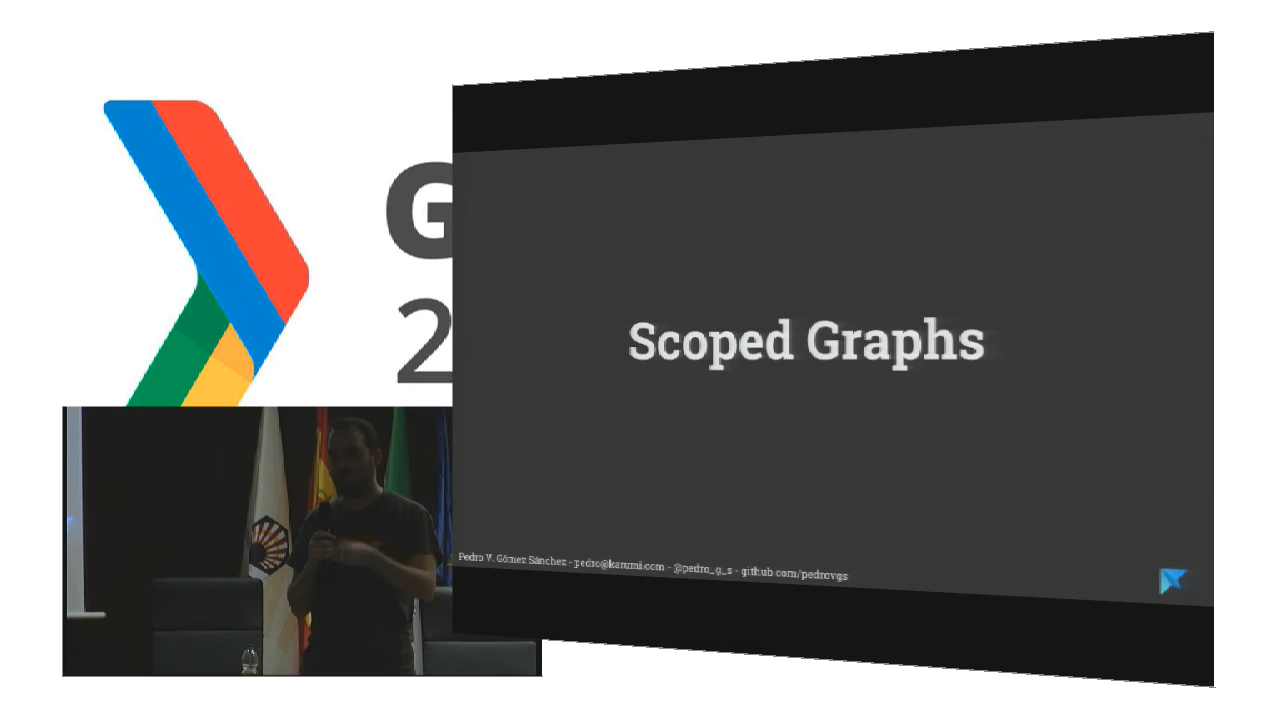 G
2
Scoped Graphs
Pedro V. Gómez Sánchez - pedro@karumi.com - @pedro_g_s - github.com/pedrovgs